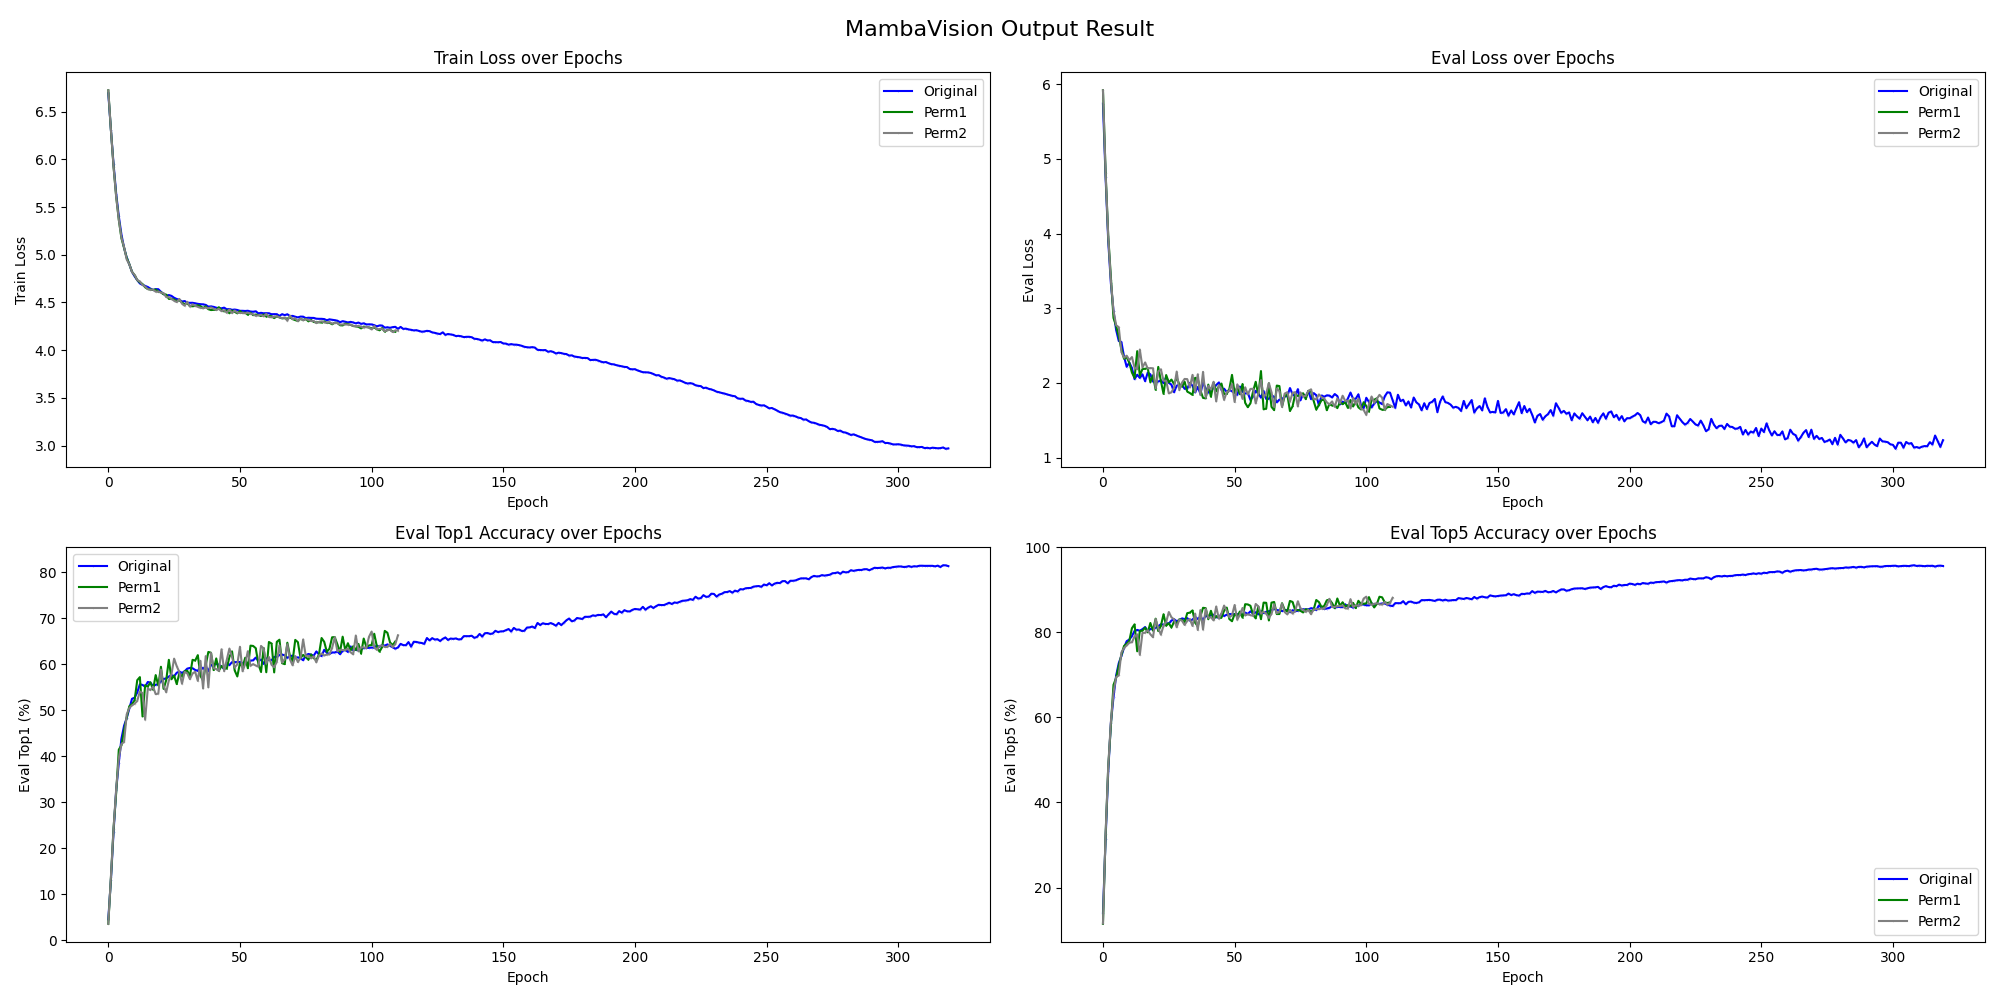 MambaVision Output Result
Train Loss over Epochs
Train Loss
6.5
6.0
5.5
5.0
4.5
4.0
3.5
3.0
0 50 100 150 200 250 300
Epoch
Original
Perm1
Perm2
Eval Loss over Epochs
Eval Loss
6
5
4
3
2
1
0 50 100 150 200 250 300
Epoch
Original
Perm1
Perm2
Eval Top1 Accuracy over Epochs
Eval Top1 (%)
80
70
60
50
40
30
20
10
0
0 50 100 150 200 250 300
Epoch
Original
Perm1
Perm2
Eval Top5 Accuracy over Epochs
Eval Top5 (%)
100
80
60
40
20
0 50 100 150 200 250 300
Epoch
Original
Perm1
Perm2